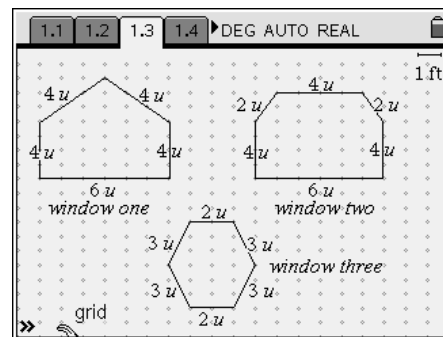 1.1 1.2 1.3 1.4 DEG AUTO REAL
1 ft
4 u 4 u
4 u 4 u
6 u
window one
4 u
2 u 2 u
4 u 4 u
6 u
window two
2 u
3 u 3 u
3 u 3 u
2 u
window three
grid